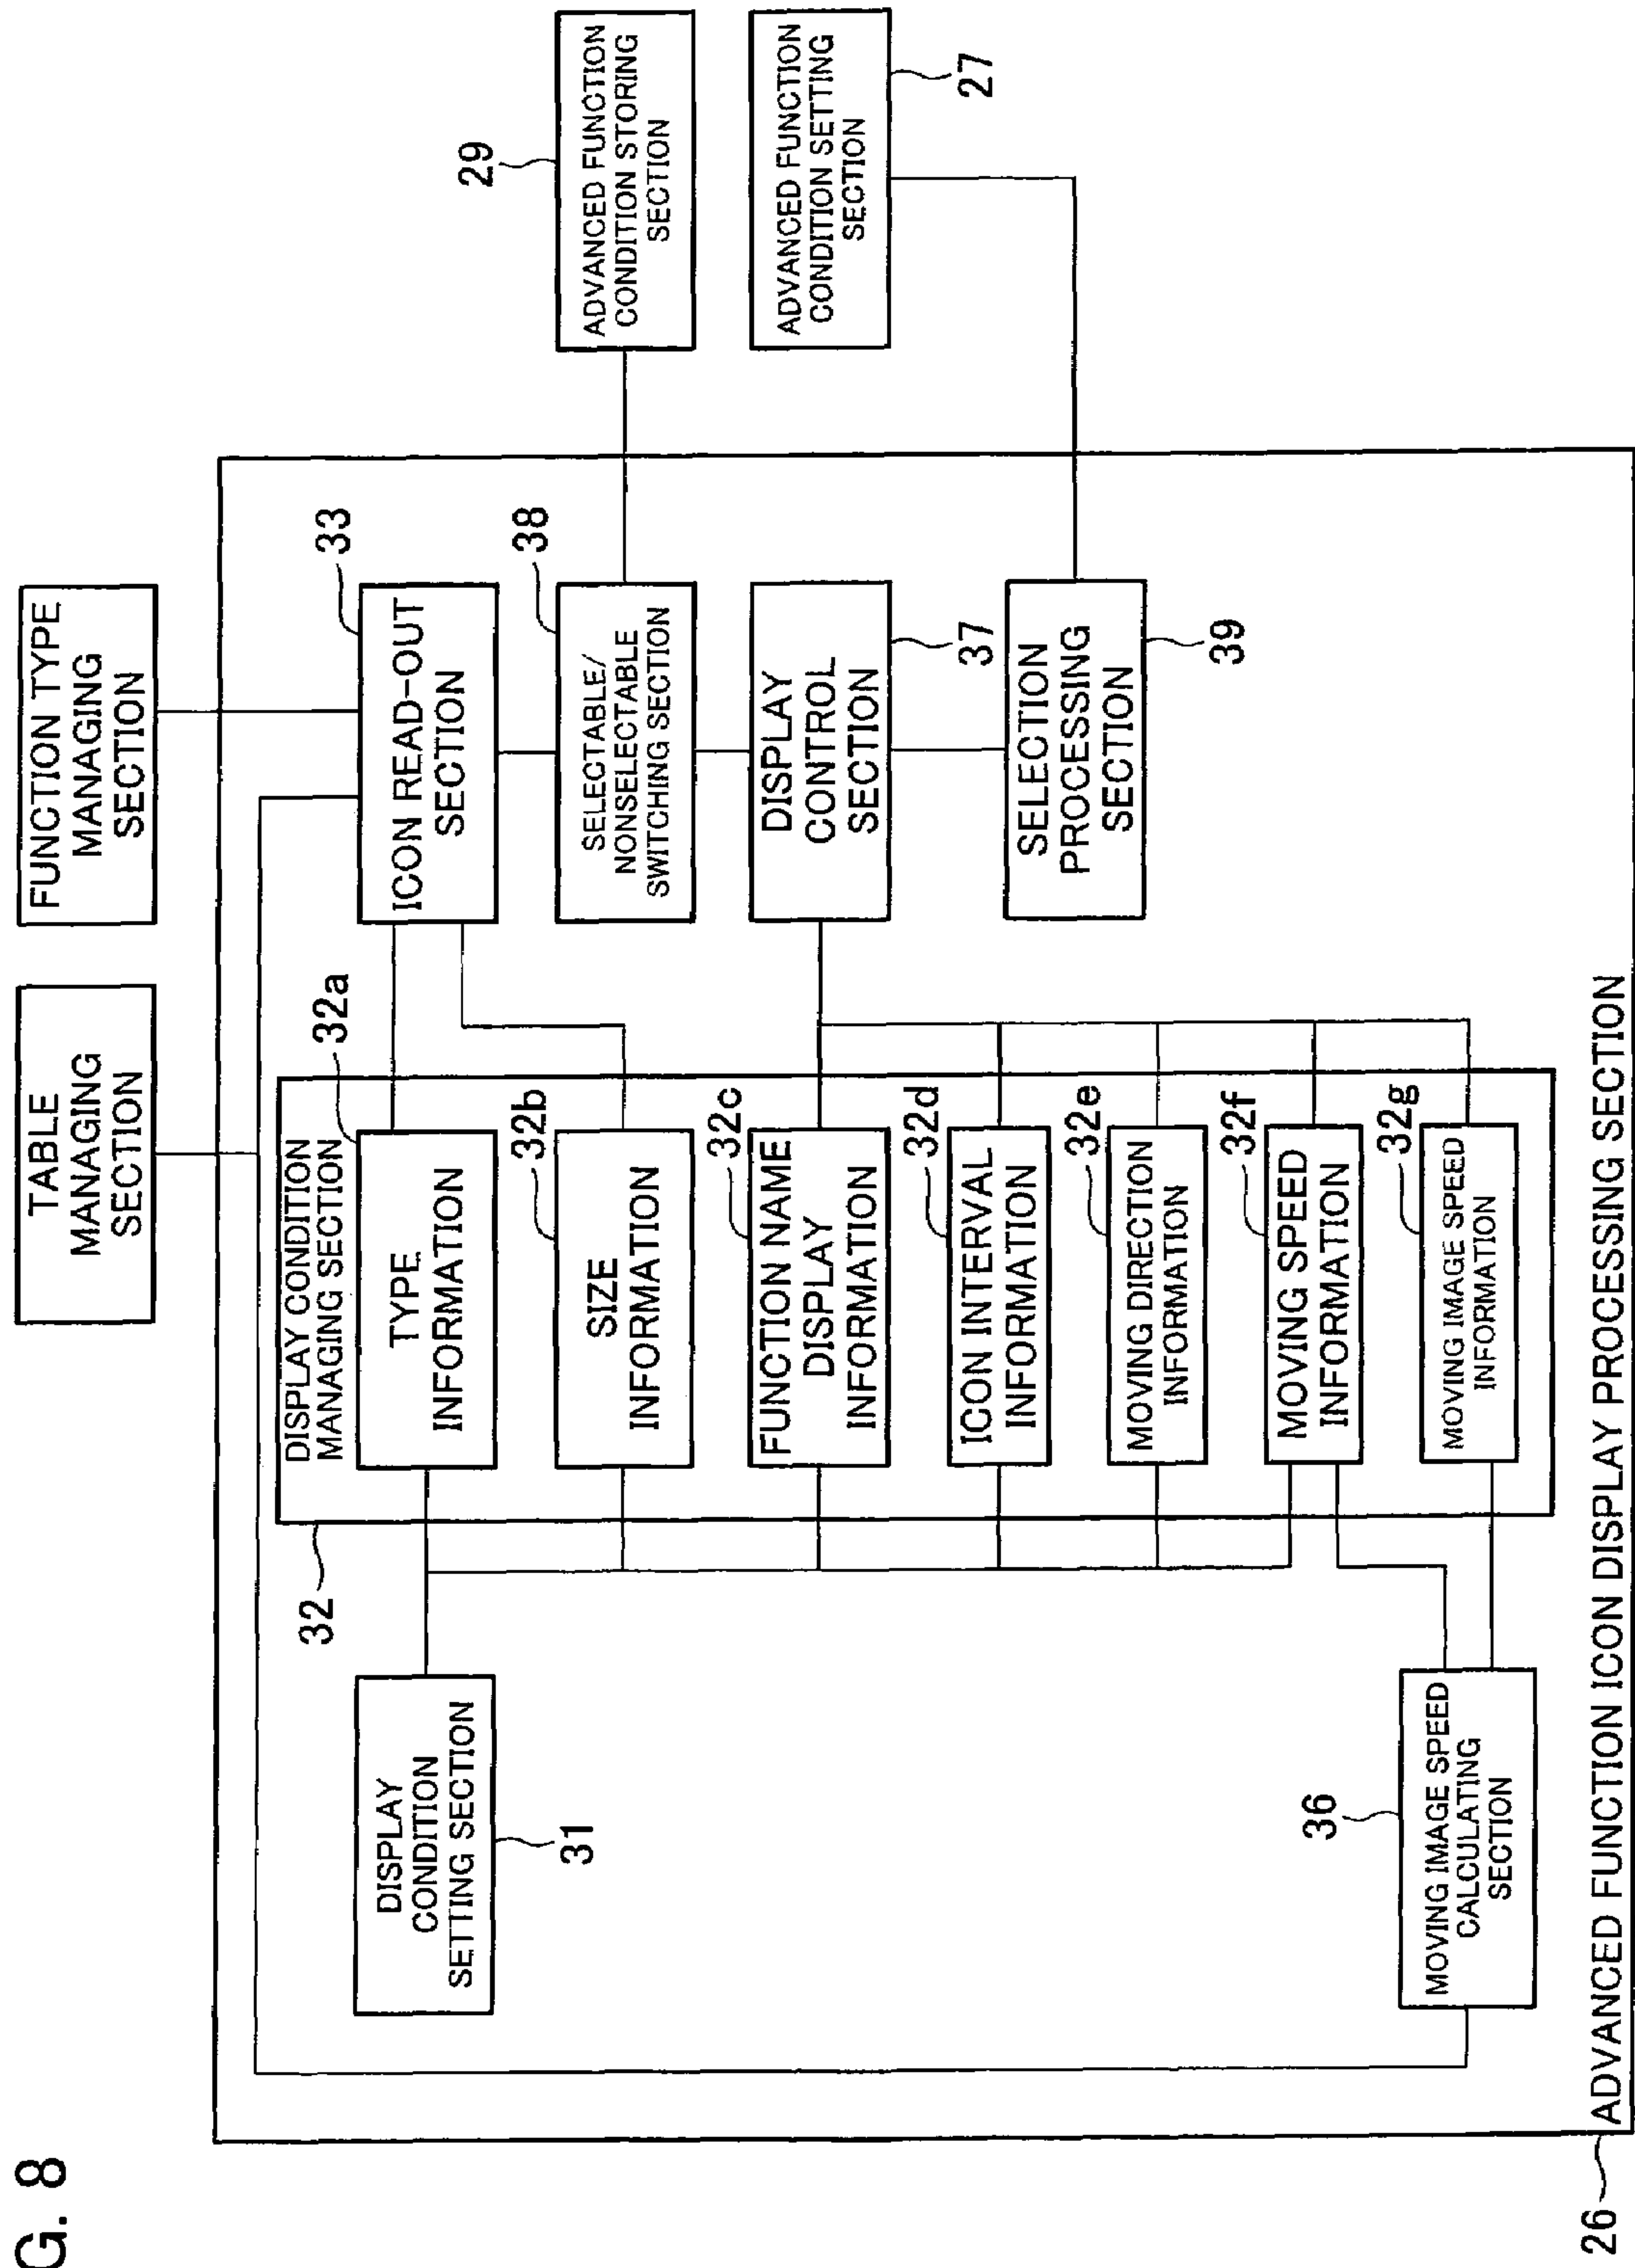 G. 8
TABLE
MANAGING
SECTION
FUNCTION TYPE
MANAGING
SECTION
DISPLAY CONDITION
MANAGING SECTION
32
32a
TYPE
INFORMATION
32b
SIZE
INFORMATION
32c
FUNCTION NAME
DISPLAY
INFORMATION
32d
ICON INTERVAL
INFORMATION
32e
MOVING DIRECTION
INFORMATION
32f
MOVING SPEED
INFORMATION
32g
MOVING IMAGE SPEED
INFORMATION
DISPLAY
CONDITION
SETTING SECTION
31
36
MOVING IMAGE SPEED
CALCULATING
SECTION
33
ICON READ-OUT
SECTION
38
SELECTABLE/
NONSELECTABLE
SWITCHING SECTION
DISPLAY
CONTROL
SECTION
37
SELECTION
PROCESSING
SECTION
39
29
ADVANCED FUNCTION
CONDITION STORING
SECTION
ADVANCED FUNCTION
CONDITION SETTING
SECTION
27
26
ADVANCED FUNCTION ICON DISPLAY PROCESSING SECTION